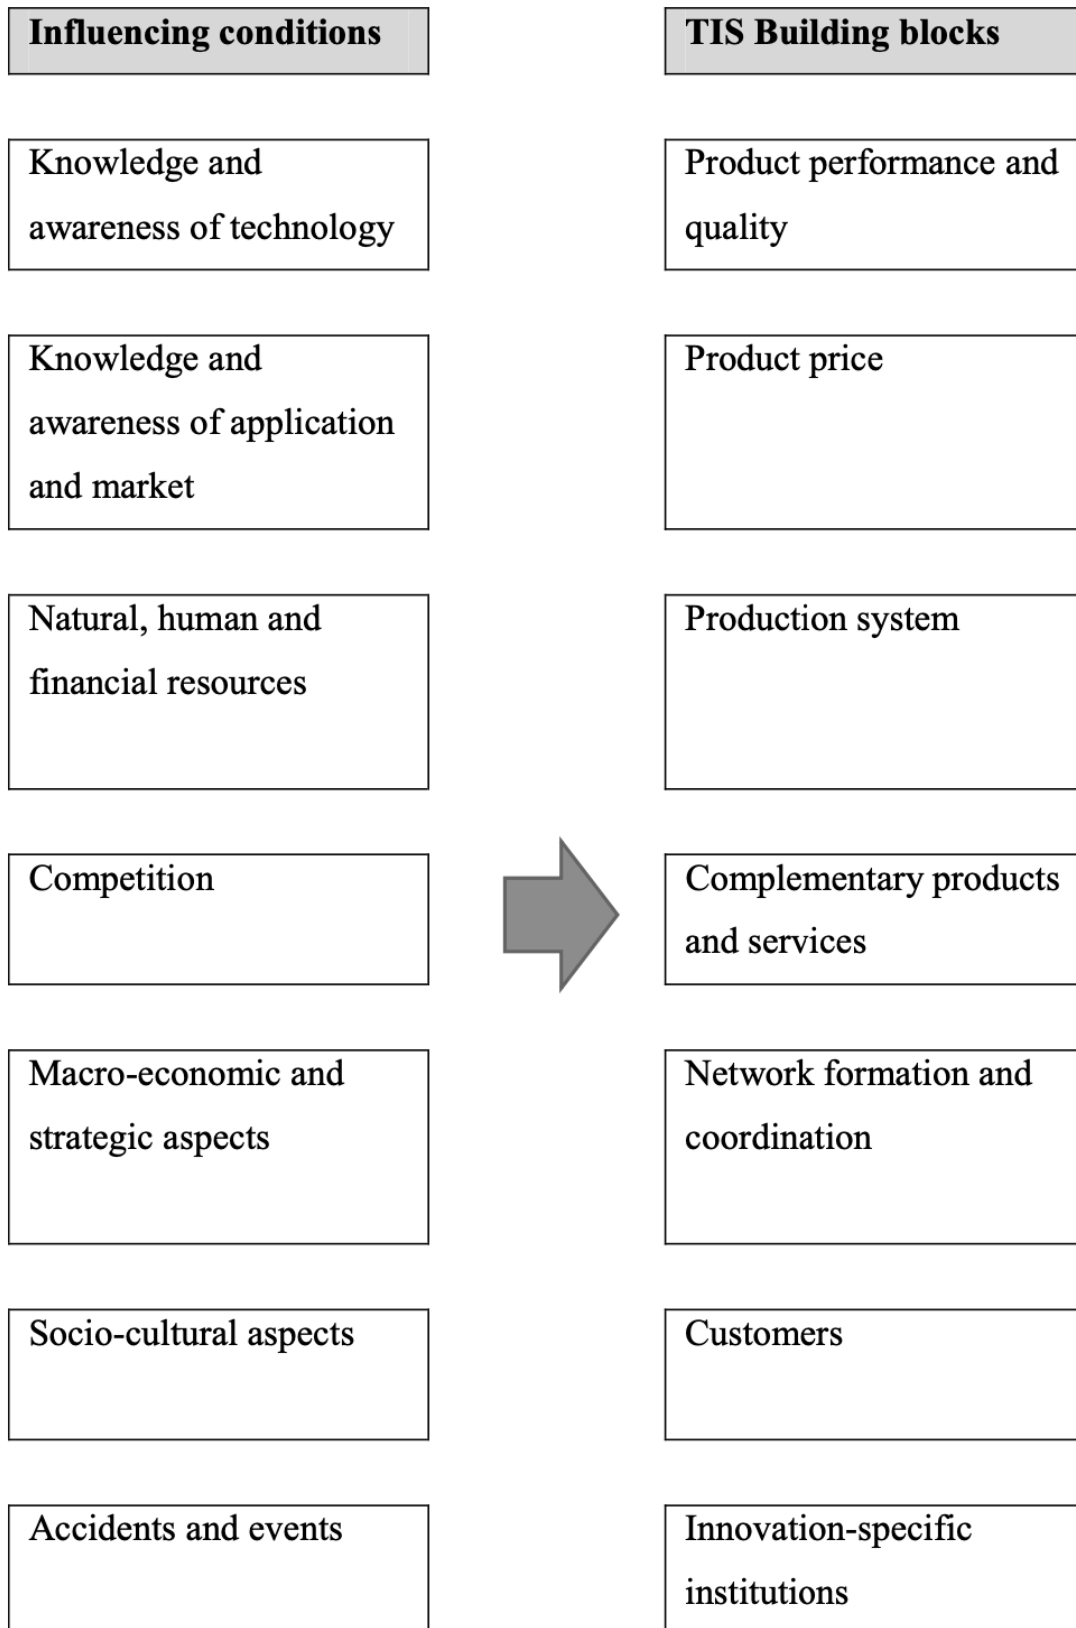 Influencing conditions
TIS Building blocks
Knowledge and
awareness of technology
Product performance and
quality
Knowledge and
awareness of application
and market
Product price
Natural, human and
financial resources
Production system
Competition
Complementary products
and services
Macro-economic and
strategic aspects
Network formation and
coordination
Socio-cultural aspects
Customers
Accidents and events
Innovation-specific
institutions